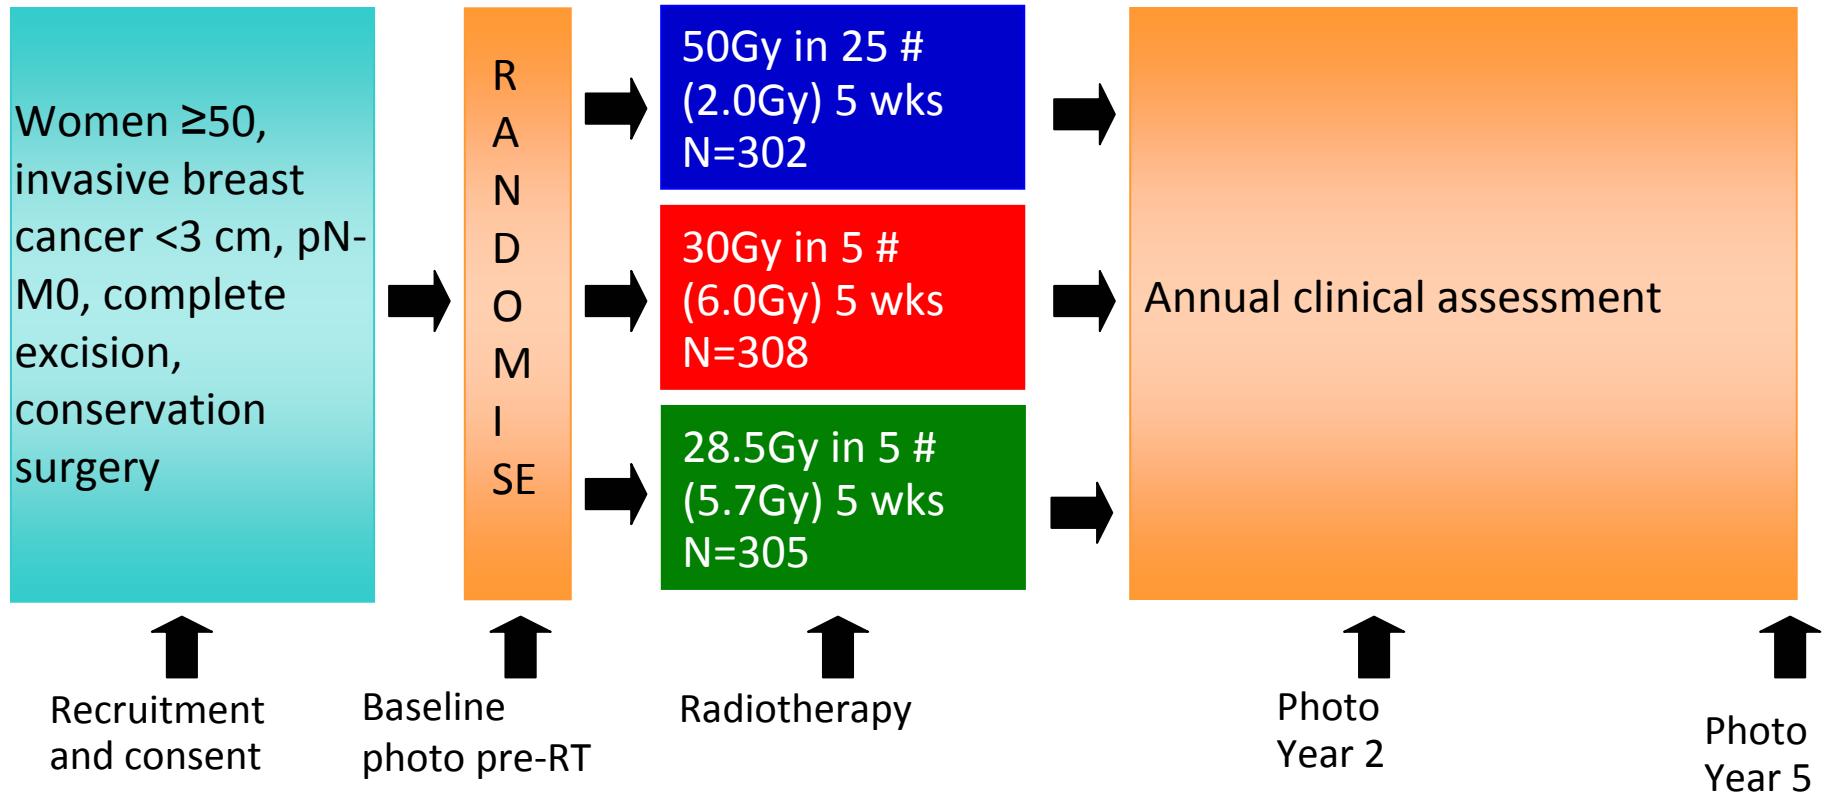 Women ≥50,
invasive breast
cancer <3 cm, pN-
M0, complete
excision,
conservation
surgery
R
A
N
D
O
M
I
SE
50Gy in 25 #
(2.0Gy) 5 wks
N=302
30Gy in 5 #
(6.0Gy) 5 wks
N=308
28.5Gy in 5 #
(5.7Gy) 5 wks
N=305
Annual clinical assessment
Recruitment
and consent
Baseline
photo pre-RT
Radiotherapy
Photo
Year 2
Photo
Year 5